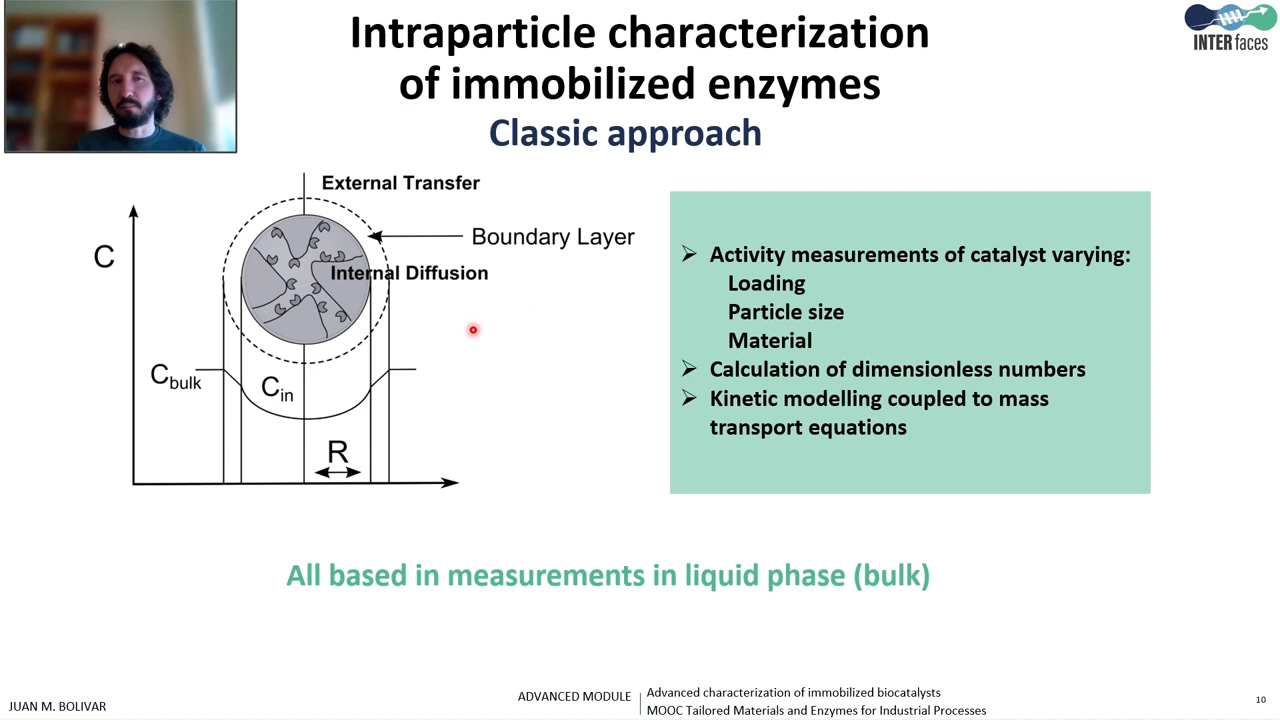 Intraparticle characterization
of immobilized enzymes
Classic approach
INTERfaces
External Transfer
Boundary Layer
Internal Diffusion
C
Cbulk
Cin
R
➢ Activity measurements of catalyst varying:
Loading
Particle size
Material
➢ Calculation of dimensionless numbers
➢ Kinetic modelling coupled to mass
transport equations
All based in measurements in liquid phase (bulk)
JUAN M. BOLIVAR
ADVANCED MODULE
Advanced characterization of immobilized biocatalysts
MOOC Tailored Materials and Enzymes for Industrial Processes
10